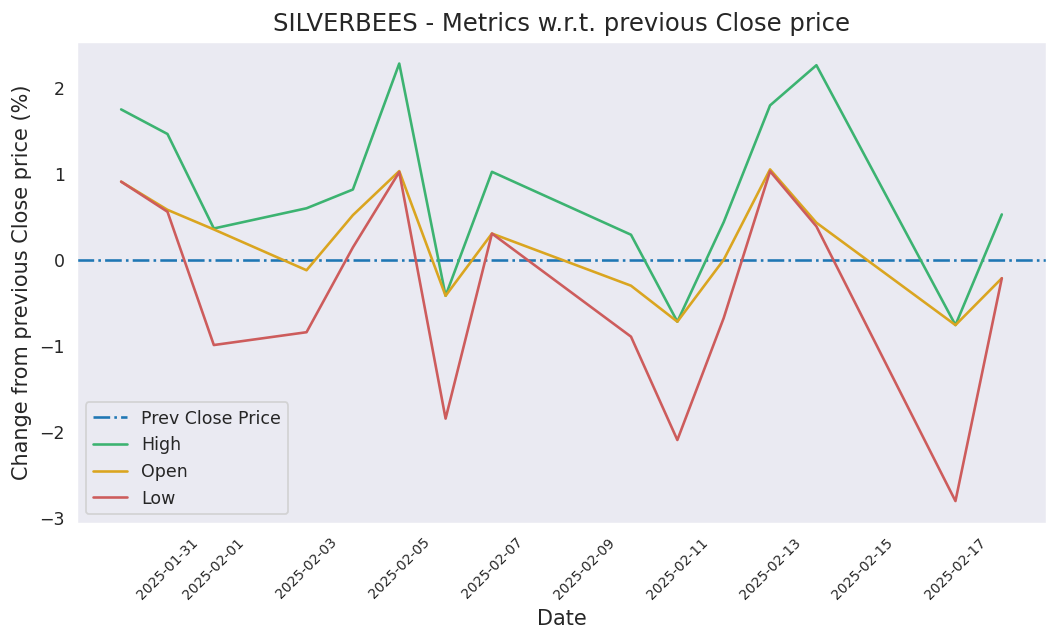 SILVERBEES - Metrics w.r.t. previous Close price
Change from previous Close price (%)
2
1
0
−1
−2
−3
Prev Close Price
High
Open
Low
2025-01-31
2025-02-01
2025-02-03
2025-02-05
2025-02-07
2025-02-09
2025-02-11
2025-02-13
2025-02-15
2025-02-17
Date